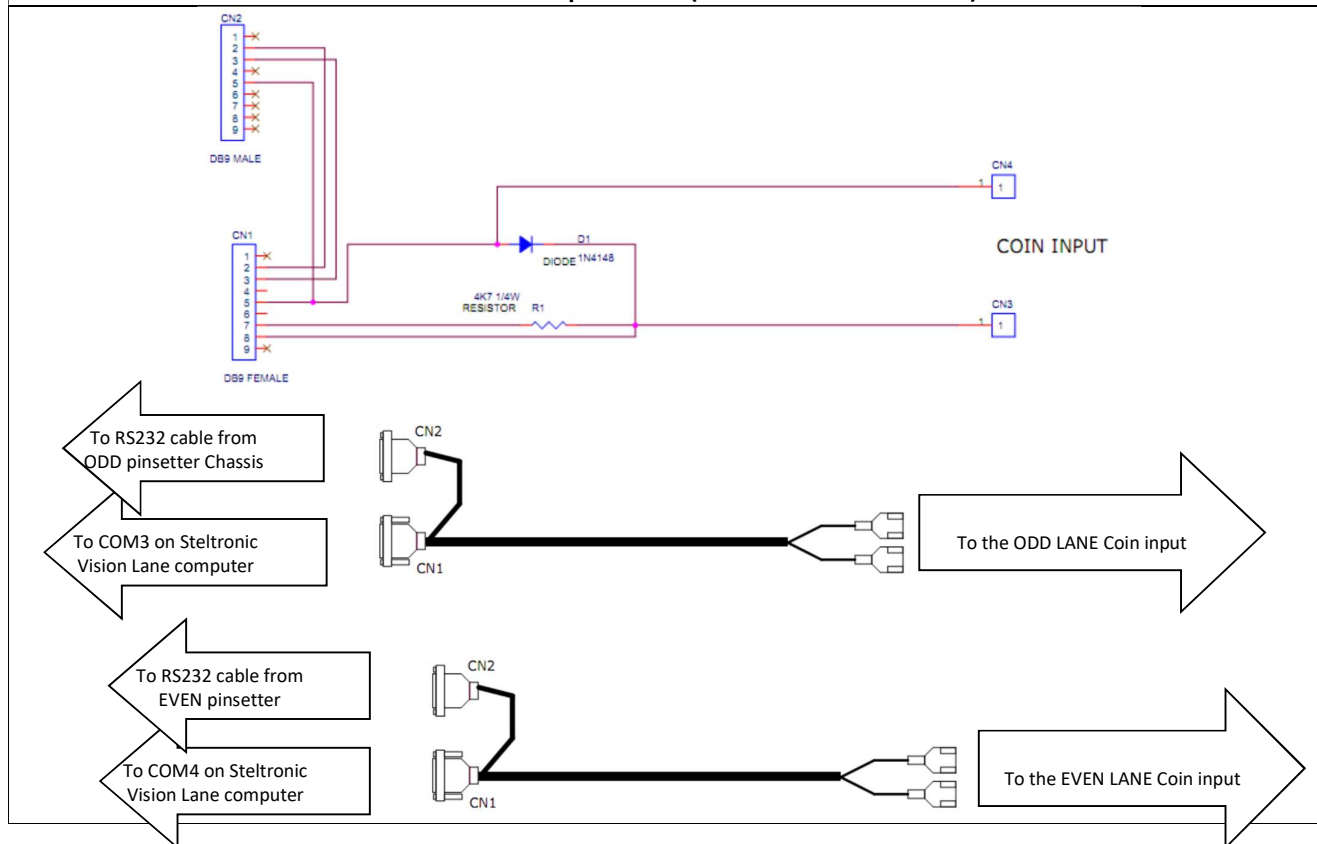 CN2
1
2
3
4
5
6
7
8
9
DB9 MALE
CN4
1 1
COIN INPUT
CN1
1
2
3
4
5
6
7
8
9
DB9 FEMALE
D1
DIODE 1N4148
4K7 1/4W
RESISTOR R1
CN3
1 1
To RS232 cable from
ODD pinsetter Chassis
CN2
To COM3 on Steltronic
Vision Lane computer
CN1
To the ODD LANE Coin input
To RS232 cable from
EVEN pinsetter
CN2
To COM4 on Steltronic
Vision Lane computer
CN1
To the EVEN LANE Coin input